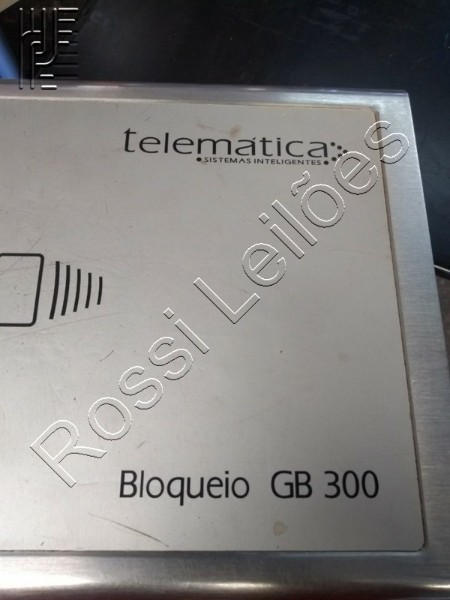 telemática
SISTEMAS INTELIGENTES
Rossi Leilões
Bloqueio GB 300